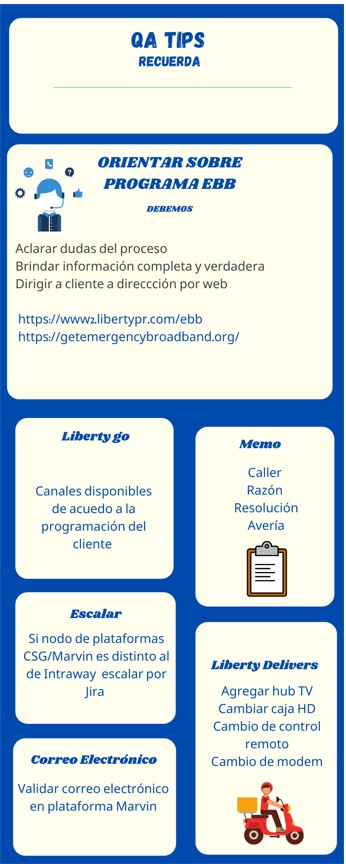 QA TIPS
RECUERDA
ORIENTAR SOBRE
PROGRAMA EBB
DEBEMOS
Aclarar dudas del proceso
Brindar información completa y verdadera
Dirigir a cliente a direccción por web
https://www2.libertypr.com/ebb
https://getemergencybroadband.org/
Liberty go
Canales disponibles
de acuedo a la
programación del
cliente
Memo
Caller
Razón
Resolución
Avería
Escalar
Si nodo de plataformas
CSG/Marvin es distinto al
de Intraway escalar por
Jira
Liberty Delivers
Agregar hub TV
Cambiar caja HD
Cambio de control
remoto
Cambio de modem
Correo Electrónico
Validar correo electrónico
en plataforma Marvin